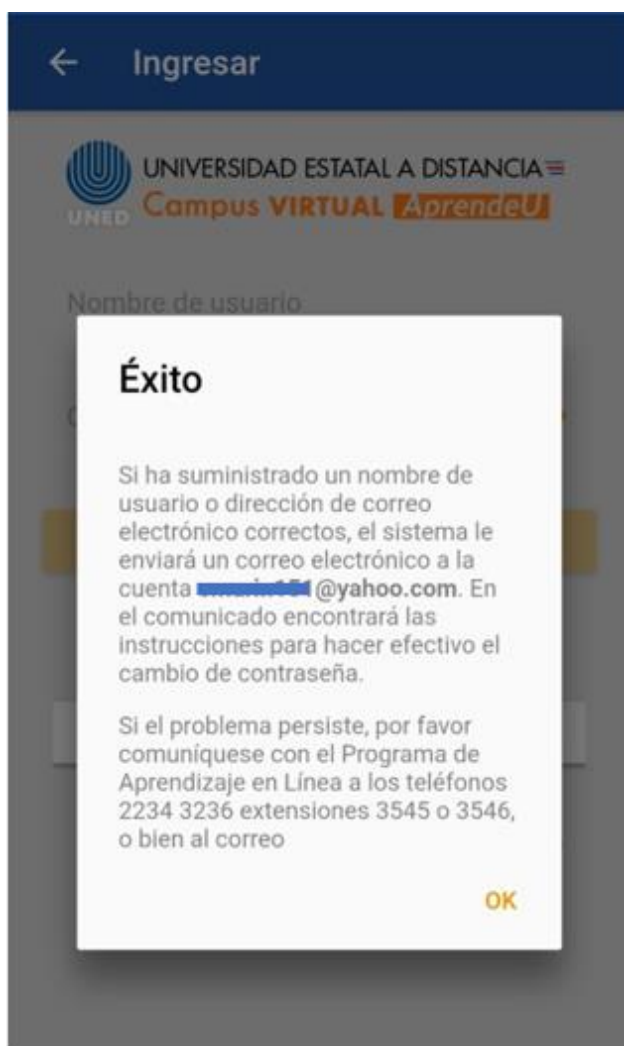 Ingresar
UNIVERSIDAD ESTATAL A DISTANCIA
UNED Campus VIRTUAL AprendeU
Nombre de usuario
Éxito
Si ha suministrado un nombre de
usuario o dirección de correo
electrónico correctos, el sistema le
enviará un correo electrónico a la
cuenta @yahoo.com. En
el comunicado encontrará las
instrucciones para hacer efectivo el
cambio de contraseña.
Si el problema persiste, por favor
comuníquese con el Programa de
Aprendizaje en Línea a los teléfonos
2234 3236 extensiones 3545 o 3546,
o bien al correo
OK